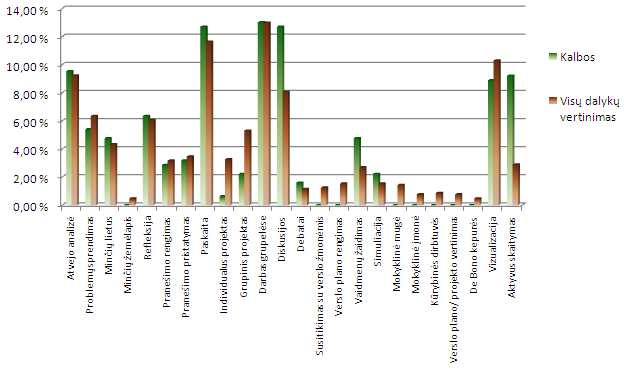 14,00 %
12,00 %
10,00 %
8,00 %
6,00 %
4,00 %
2,00 %
0,00 %
Atvejo analizė
Problemų sprendimas
Minčių lietus
Minčių žemėlapis
Refleksija
Pranešimo rengimas
Pranešimo pristatymas
Paskaita
Individualus projektas
Grupinis projektas
Darbas grupelėse
Diskusijos
Debatai
Susitikimas su verslo žmonėmis
Verslo plano rengimas
Vaidmenų žaidimas
Simuliacija
Mokyklinė mugė
Mokyklinė įmonė
Kūrybinės dirbtuvės
Verslo plano/ projekto vertinimas
De Bono kepurės
Vizualizacija
Aktyvus skaitymas
Kalbos
Visų dalykų
vertinimas